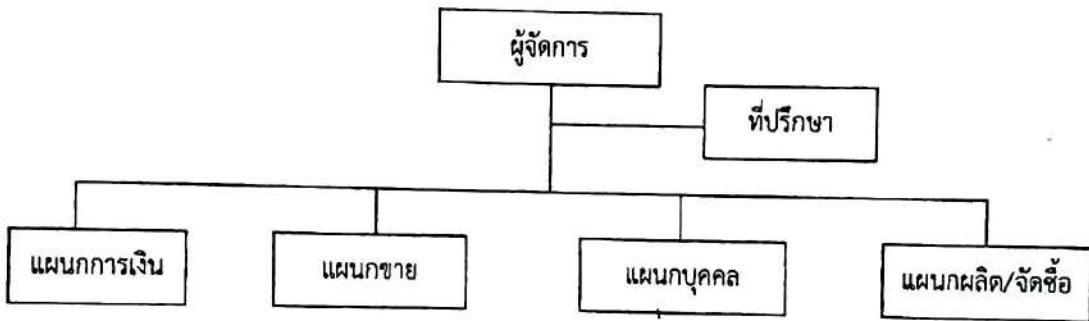 ผู้จัดการ
ที่ปรึกษา
แผนกการเงิน
แผนกขาย
แผนกบุคคล
แผนกผลิต/จัดซื้อ